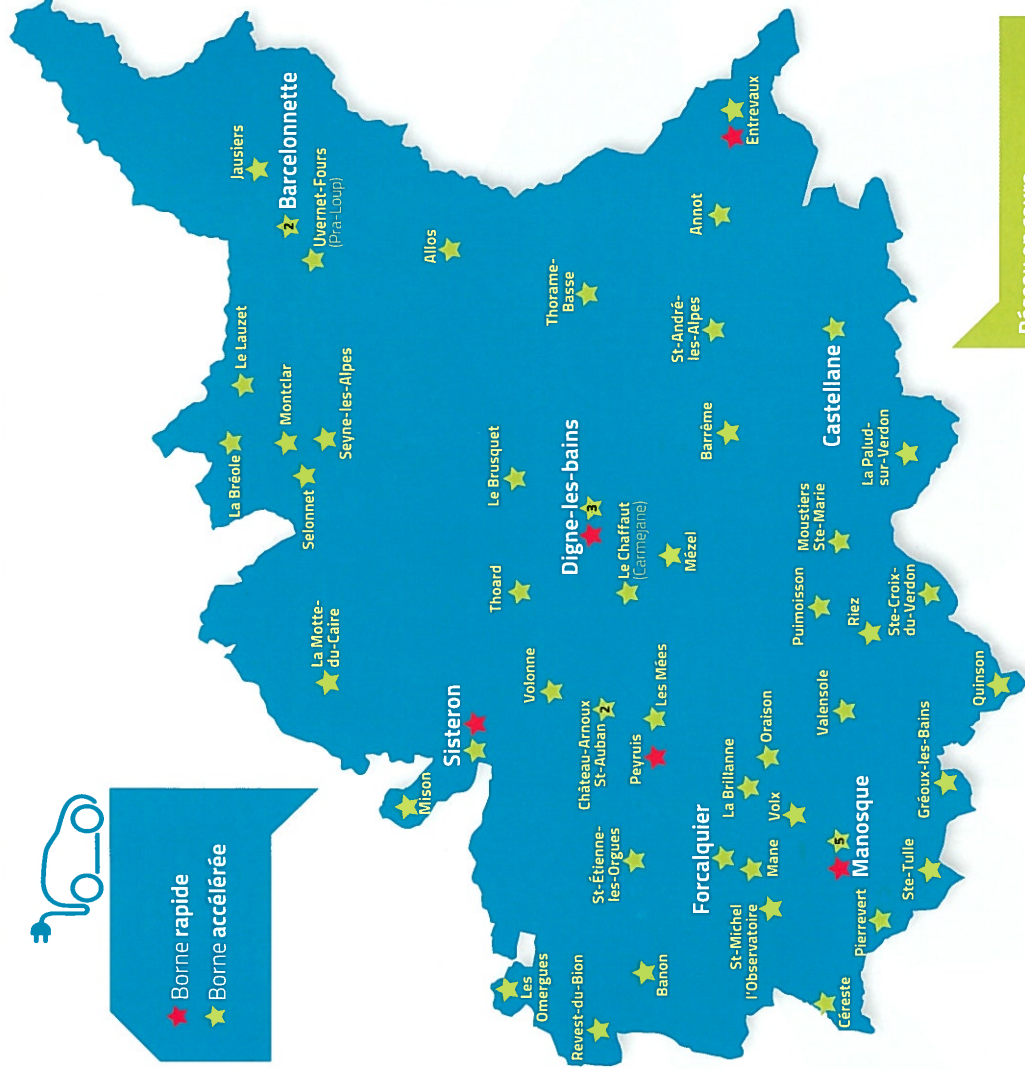 Borne rapide
Borne accélérée
Les
Omergues
Revest-du-Bion
Banon
St-Étienne-
les-Orgues
Mison
Sisteron
La Motte-
du-Caire
La Bréole
Le Lauzet
Montclar
Selonnet
Seyne-les-Alpes
Jausiers
2
Barcelonnette
Uvernet-Fours
(Pra-Loup)
Allos
Thorame-
Basse
Le Brusquet
Thoard
Volonne
Digne-les-bains
3
Le Chaffaut
(Carmejane)
Mézel
Château-Arnoux
St-Auban
2
Peyruis
Les Mées
Forcalquier
La Brillanne
Oraison
Volx
Mane
St-Michel
l'Observatoire
Céreste
Pierrevert
5
Manosque
Ste-Tulle
Gréoux-les-Bains
Valensole
Puimoisson
Riez
Moustiers
Ste-Marie
Ste-Croix-
du-Verdon
Quinson
La Palud-
sur-Verdon
Castellane
Barrême
St-André-
les-Alpes
Annot
Entrevaux